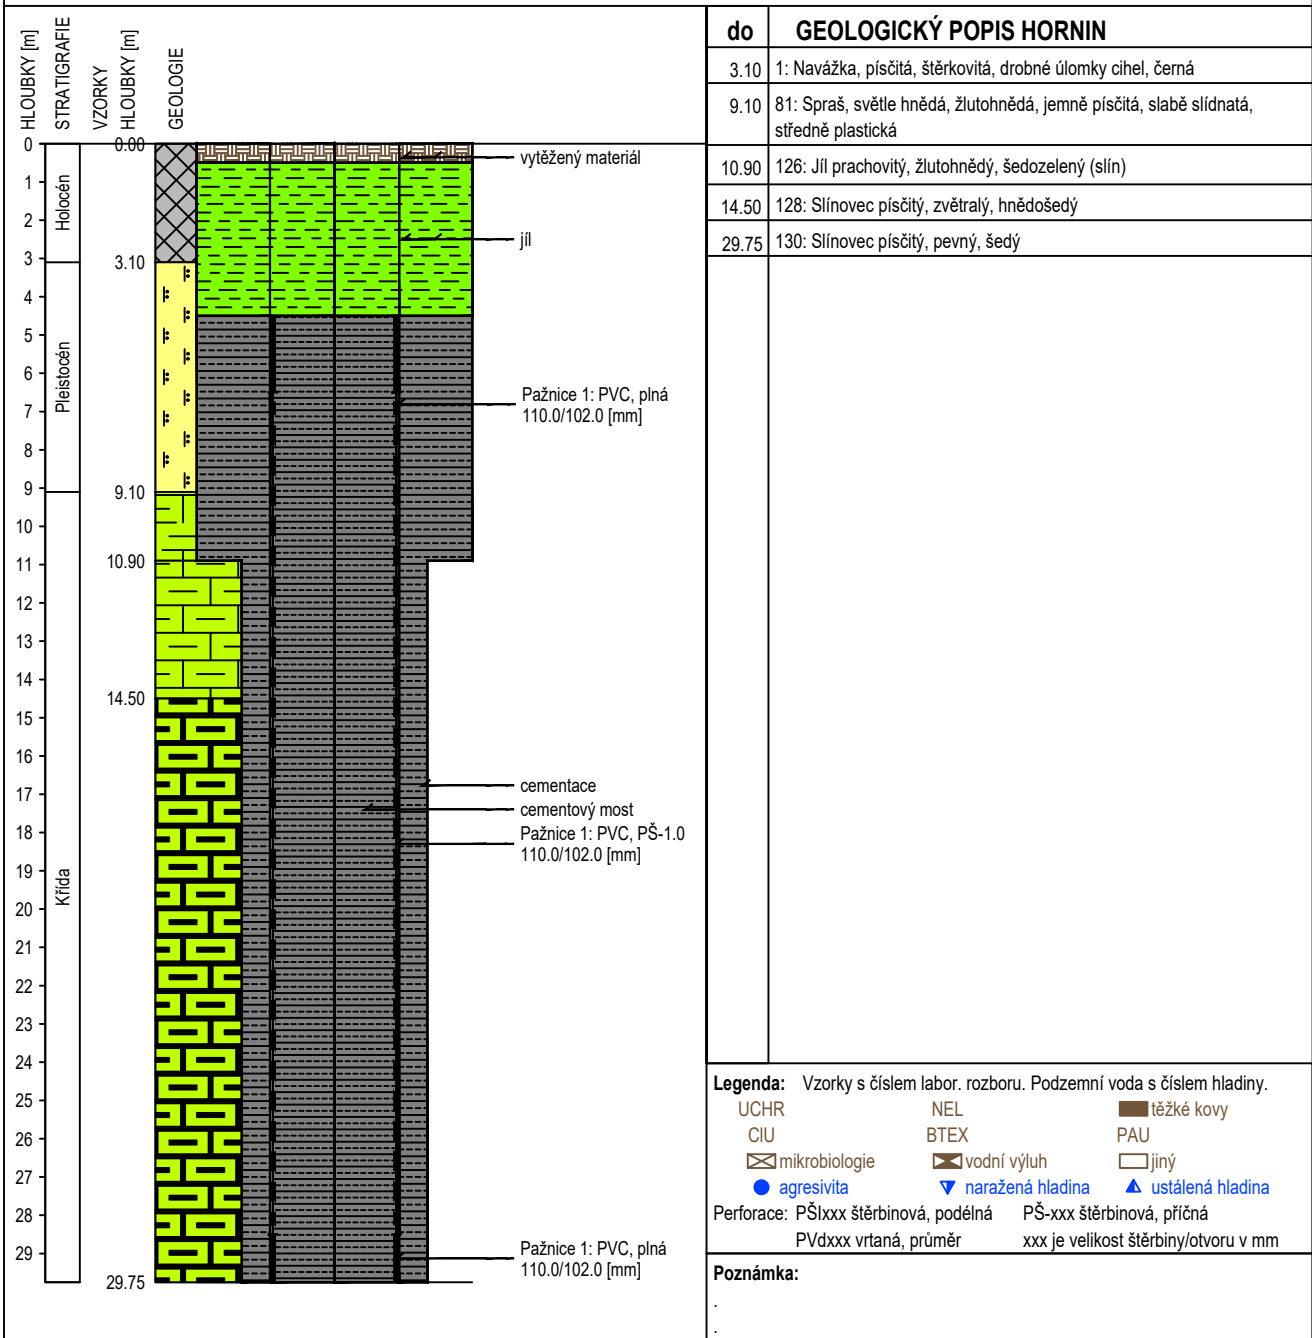 HLOUBKY [m]
STRATIGRAFIE
VZORKY
HLOUBKY [m]
GEOLOGIE
0
1
2
3
4
5
6
7
8
9
10
11
12
13
14
15
16
17
18
19
20
21
22
23
24
25
26
27
28
29
Holocén
Pleistocén
Křída
0.00
3.10
9.10
10.90
14.50
29.75
vytěžený materiál
jíl
Pažnice 1: PVC, plná
110.0/102.0 [mm]
cementace
cementový most
Pažnice 1: PVC, PŠ-1.0
110.0/102.0 [mm]
Pažnice 1: PVC, plná
110.0/102.0 [mm]
do GEOLOGICKÝ POPIS HORNIN
3.10 1: Navážka, písčitá, štěrkovitá, drobné úlomky cihel, černá
9.10 81: Spraš, světle hnědá, žlutohnědá, jemně písčitá, slabě slídnatá,
středně plastická
10.90 126: Jíl prachovitý, žlutohnědý, šedozelený (slín)
14.50 128: Slínovec písčitý, zvětralý, hnědošedý
29.75 130: Slínovec písčitý, pevný, šedý
Legenda: Vzorky s číslem labor. rozboru. Podzemní voda s číslem hladiny.
UCHR NEL těžké kovy
ClU BTEX PAU
mikrobiologie vodní výluh jiný
agresivita naražená hladina ustálená hladina
Perforace: PŠlxxx štěrbinová, podélná PŠ-xxx štěrbinová, příčná
PVdxxx vrtaná, průměr xxx je velikost štěrbiny/otvoru v mm
Poznámka:
.
.